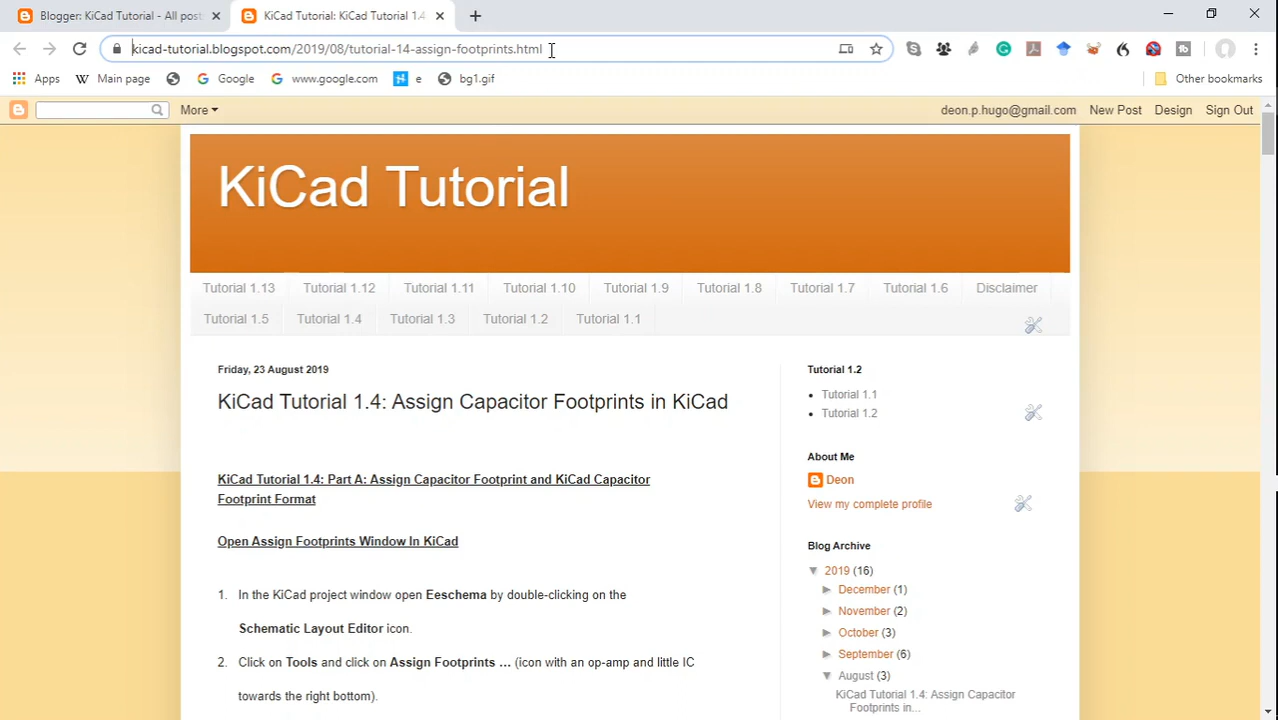 Blogger: KiCad Tutorial - All post
KiCad Tutorial: KiCad Tutorial 1.4
kicad-tutorial.blogspot.com/2019/08/tutorial-14-assign-footprints.html
Apps
Main page
Google
www.google.com
e
bg1.gif
Other bookmarks
More
deon.p.hugo@gmail.com
New Post
Design
Sign Out
KiCad Tutorial
Tutorial 1.13
Tutorial 1.12
Tutorial 1.11
Tutorial 1.10
Tutorial 1.9
Tutorial 1.8
Tutorial 1.7
Tutorial 1.6
Disclaimer
Tutorial 1.5
Tutorial 1.4
Tutorial 1.3
Tutorial 1.2
Tutorial 1.1
Friday, 23 August 2019
KiCad Tutorial 1.4: Assign Capacitor Footprints in KiCad
KiCad Tutorial 1.4: Part A: Assign Capacitor Footprint and KiCad Capacitor
Footprint Format
Open Assign Footprints Window In KiCad
1. In the KiCad project window open Eeschema by double-clicking on the
Schematic Layout Editor icon.
2. Click on Tools and click on Assign Footprints ... (icon with an op-amp and little IC
towards the right bottom).
Tutorial 1.2
Tutorial 1.1
Tutorial 1.2
About Me
Deon
View my complete profile
Blog Archive
▼ 2019 (16)
► December (1)
► November (2)
► October (3)
► September (6)
▼ August (3)
KiCad Tutorial 1.4: Assign Capacitor
Footprints in...